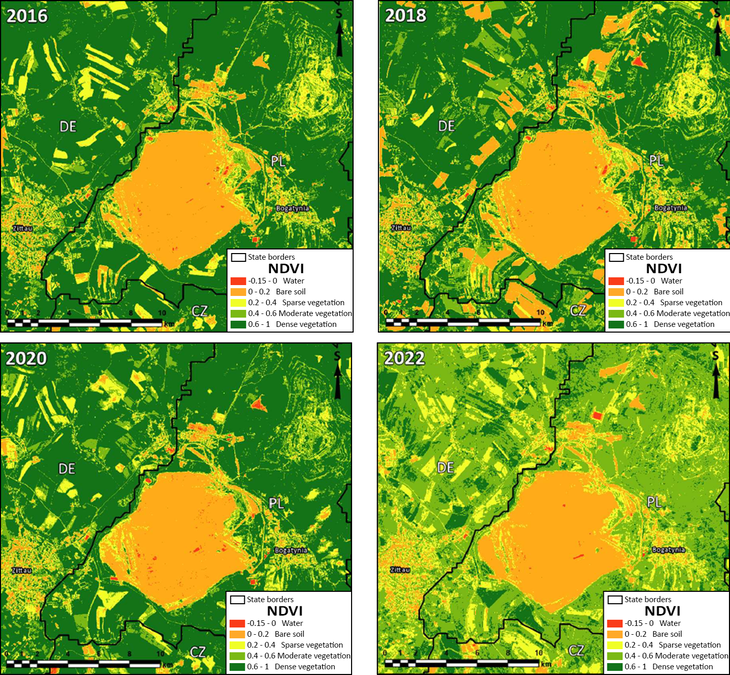 2016
S
DE
PL
Bogatynia
Zittau
CZ
State borders
NDVI
-0.15 - 0 Water
0 - 0.2 Bare soil
0.2 - 0.4 Sparse vegetation
0.4 - 0.6 Moderate vegetation
0.6 - 1 Dense vegetation
0 2 4 10
km
2018
S
DE
PL
Bogatynia
Zittau
CZ
State borders
NDVI
-0.15 - 0 Water
0 - 0.2 Bare soil
0.2 - 0.4 Sparse vegetation
0.4 - 0.6 Moderate vegetation
0.6 - 1 Dense vegetation
0 2 4 10
km
2020
S
DE
PL
Bogatynia
Zittau
CZ
State borders
NDVI
-0.15 - 0 Water
0 - 0.2 Bare soil
0.2 - 0.4 Sparse vegetation
0.4 - 0.6 Moderate vegetation
0.6 - 1 Dense vegetation
0 2 4 10
km
2022
S
DE
PL
Bogatynia
Zittau
CZ
State borders
NDVI
-0.15 - 0 Water
0 - 0.2 Bare soil
0.2 - 0.4 Sparse vegetation
0.4 - 0.6 Moderate vegetation
0.6 - 1 Dense vegetation
0 2 4 10
km